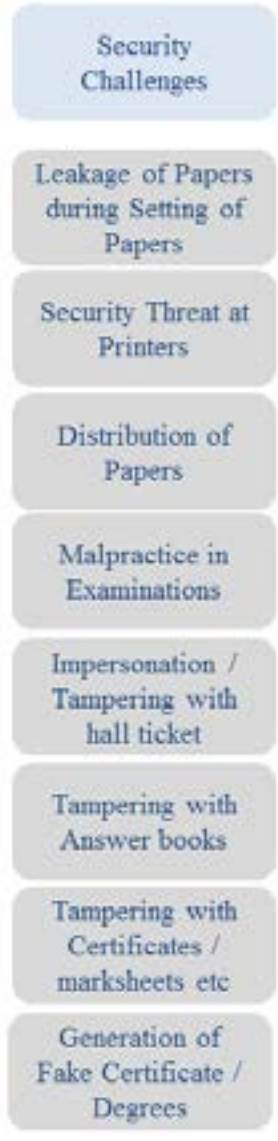 Security
Challenges
Leakage of Papers
during Setting of
Papers
Security Threat at
Printers
Distribution of
Papers
Malpractice in
Examinations
Impersonation /
Tampering with
hall ticket
Tampering with
Answer books
Tampering with
Certificates /
marksheets etc
Generation of
Fake Certificate /
Degrees